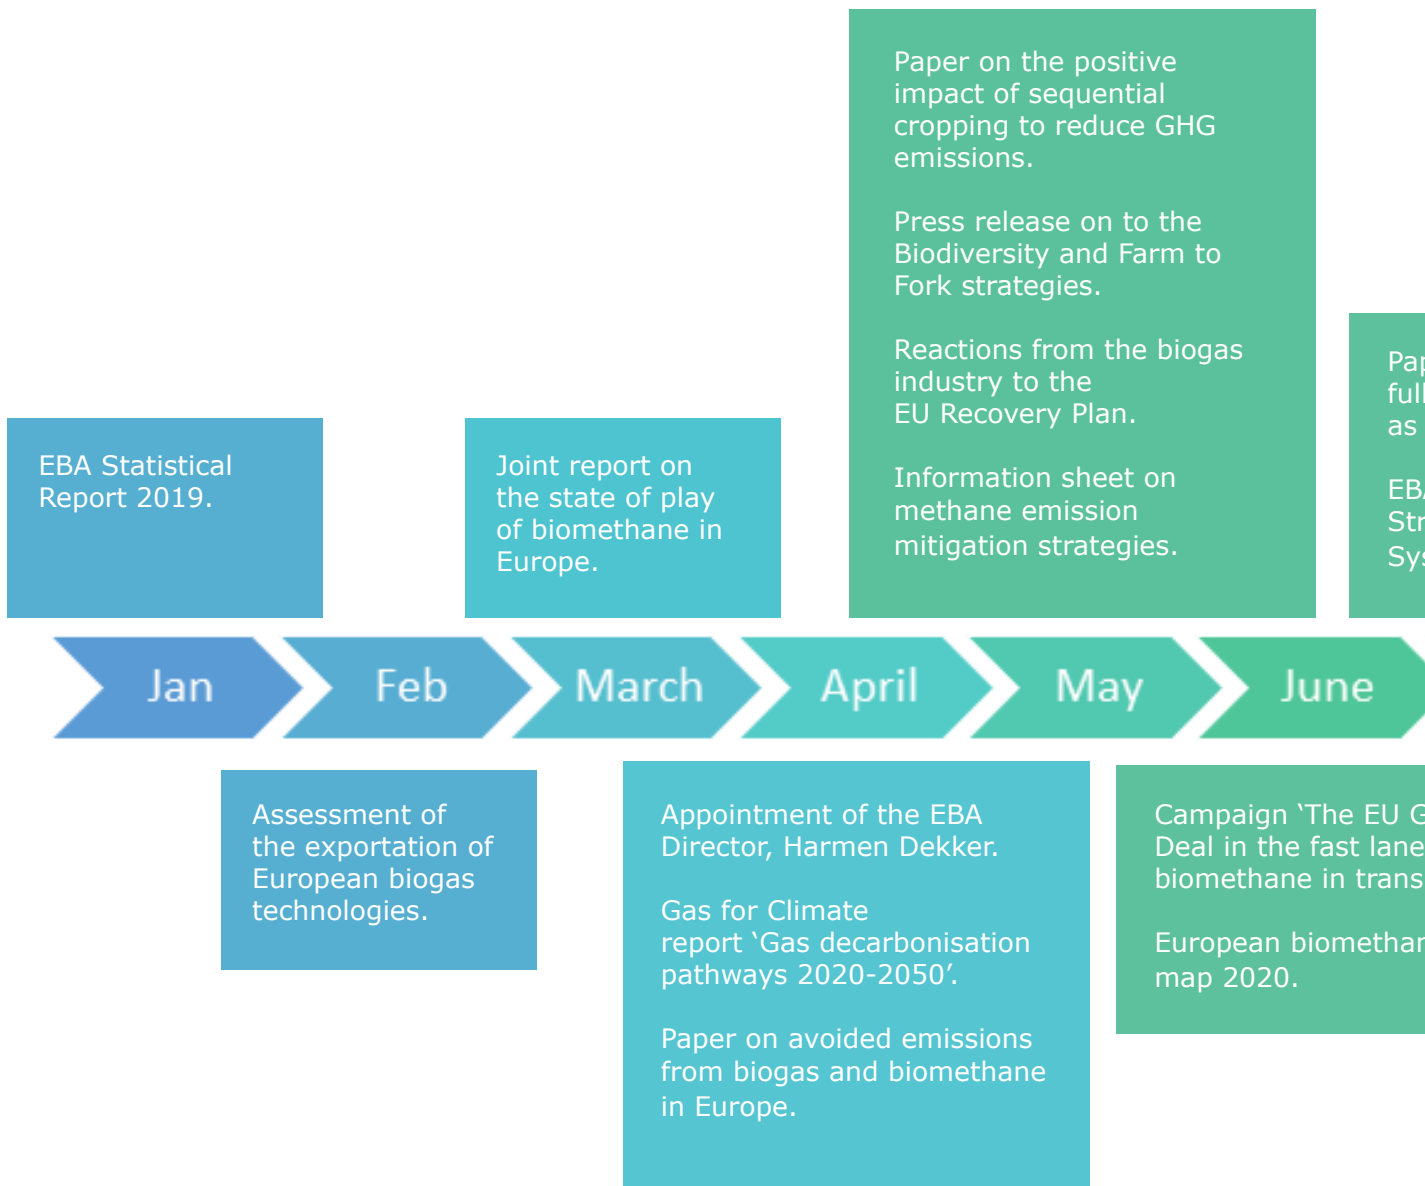 Paper on the positive
impact of sequential
cropping to reduce GHG
emissions.
Press release on to the
Biodiversity and Farm to
Fork strategies.
Reactions from the biogas
industry to the
EU Recovery Plan.
Information sheet on
methane emission
mitigation strategies.
as
EBA Statistical
Report 2019.
Joint report on
the state of play
of biomethane in
Europe.
Jan
Feb
March
April
May
June
Assessment of
the exportation of
European biogas
technologies.
Appointment of the EBA
Director, Harmen Dekker.
Gas for Climate
report ‘Gas decarbonisation
pathways 2020-2050’.
Paper on avoided emissions
from biogas and biomethane
in Europe.
Campaign ‘The EU
Deal in the fast lane
biomethane in
European
map 2020.